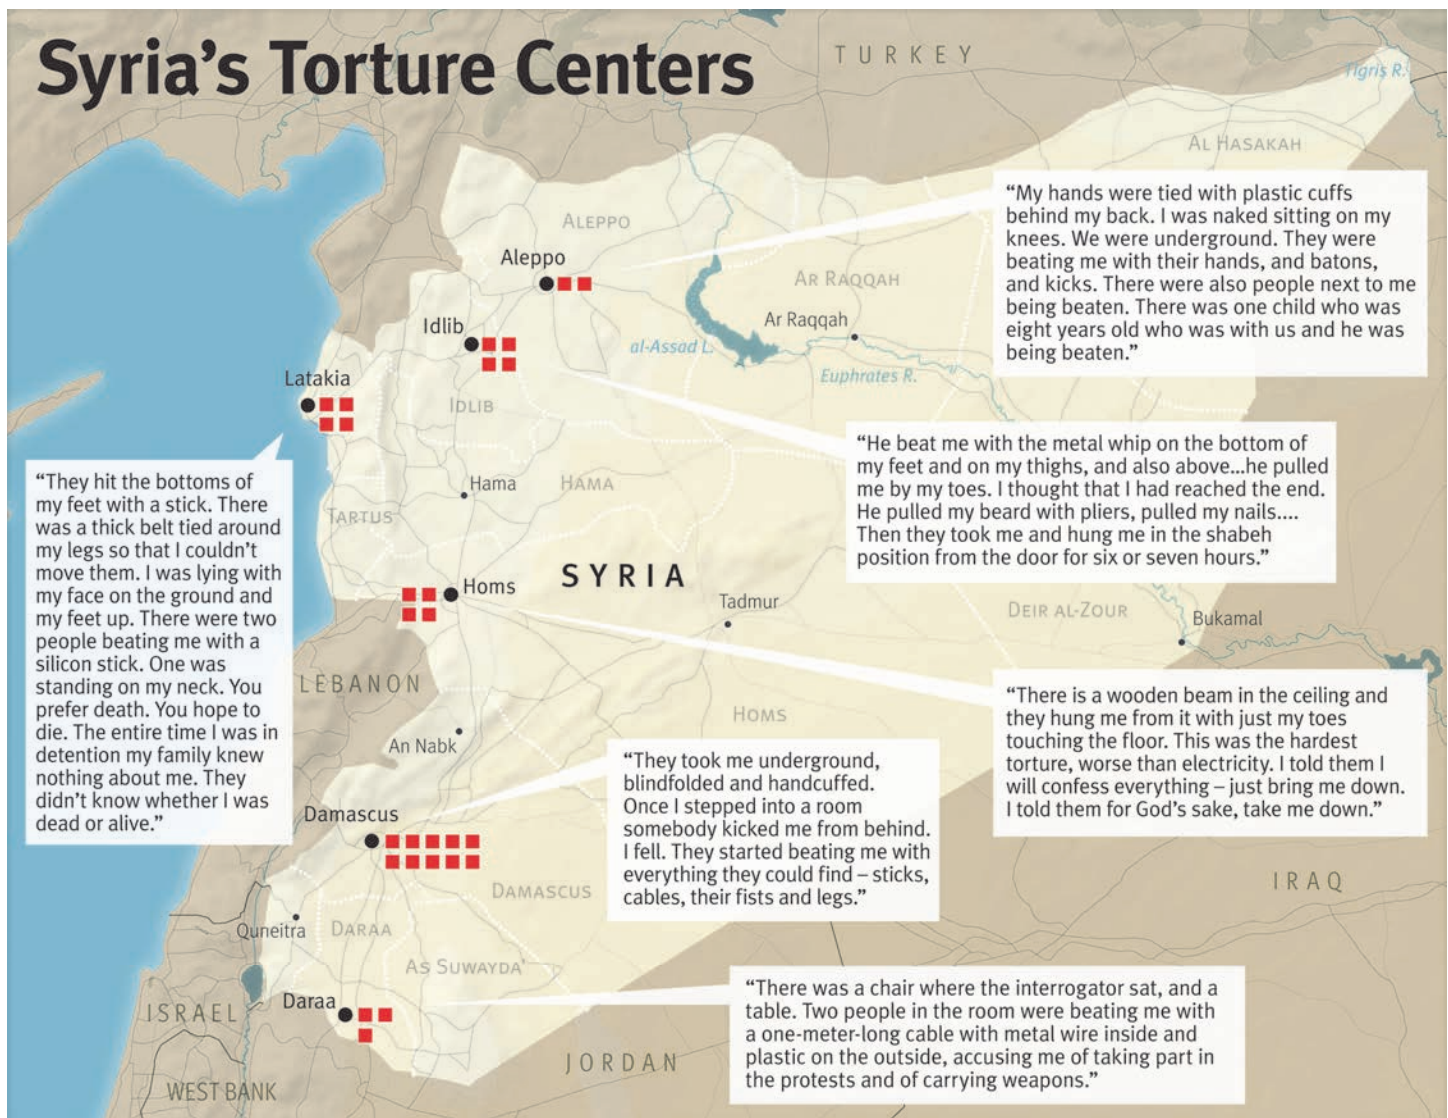 Syria's Torture Centers
TURKEY
Tigris R.
AL HASAKAH
“My hands were tied with plastic cuffs
behind my back. I was naked sitting on my
knees. We were underground. They were
beating me with their hands, and batons,
and kicks. There were also people next to me
being beaten. There was one child who was
eight years old who was with us and he was
being beaten.”
ALEPPO
Aleppo
AR RAQQAH
Ar Raqqah
Idlib
al-Assad L.
Euphrates R.
Latakia
IDLIB
“He beat me with the metal whip on the bottom of
my feet and on my thighs, and also above...he pulled
me by my toes. I thought that I had reached the end.
He pulled my beard with pliers, pulled my nails....
Then they took me and hung me in the shabeh
position from the door for six or seven hours.”
“They hit the bottoms of
my feet with a stick. There
was a thick belt tied around
my legs so that I couldn't
move them. I was lying with
my face on the ground and
my feet up. There were two
people beating me with a
silicon stick. One was
standing on my neck. You
prefer death. You hope to
die. The entire time I was in
detention my family knew
nothing about me. They
didn't know whether I was
dead or alive.”
Hama
HAMA
TARTUS
SYRIA
Homs
Tadmur
DEIR AL-ZOUR
Bukamal
LEBANON
HOMS
“There is a wooden beam in the ceiling and
they hung me from it with just my toes
touching the floor. This was the hardest
torture, worse than electricity. I told them I
will confess everything – just bring me down.
I told them for God's sake, take me down.”
An Nabk
“They took me underground,
blindfolded and handcuffed.
Once I stepped into a room
somebody kicked me from behind.
I fell. They started beating me with
everything they could find – sticks,
cables, their fists and legs.”
Damascus
DAMASCUS
IRAQ
Quneitra
DARAA
AS SUWAYDA'
Daraa
ISRAEL
“There was a chair where the interrogator sat, and a
table. Two people in the room were beating me with
a one-meter-long cable with metal wire inside and
plastic on the outside, accusing me of taking part in
the protests and of carrying weapons.”
JORDAN
WEST BANK